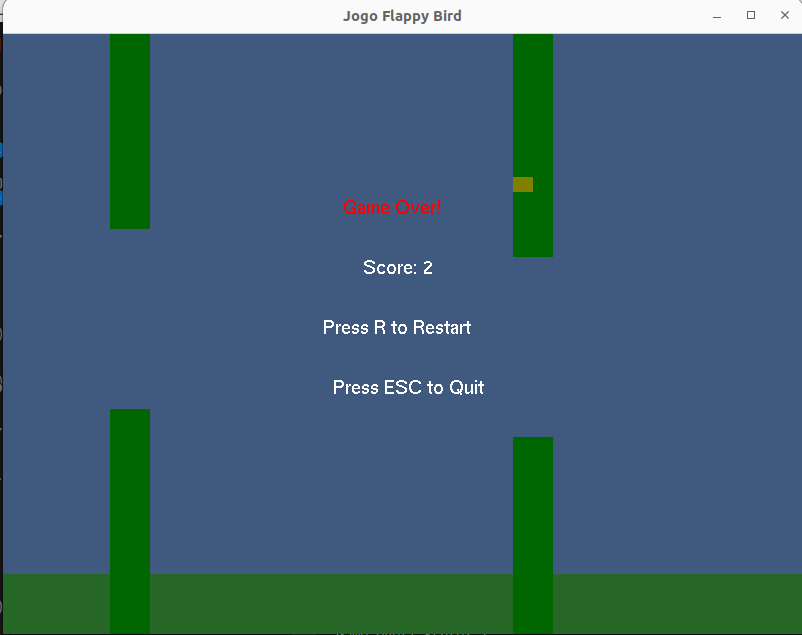 Jogo Flappy Bird
Game Over!
Score: 2
Press R to Restart
Press ESC to Quit